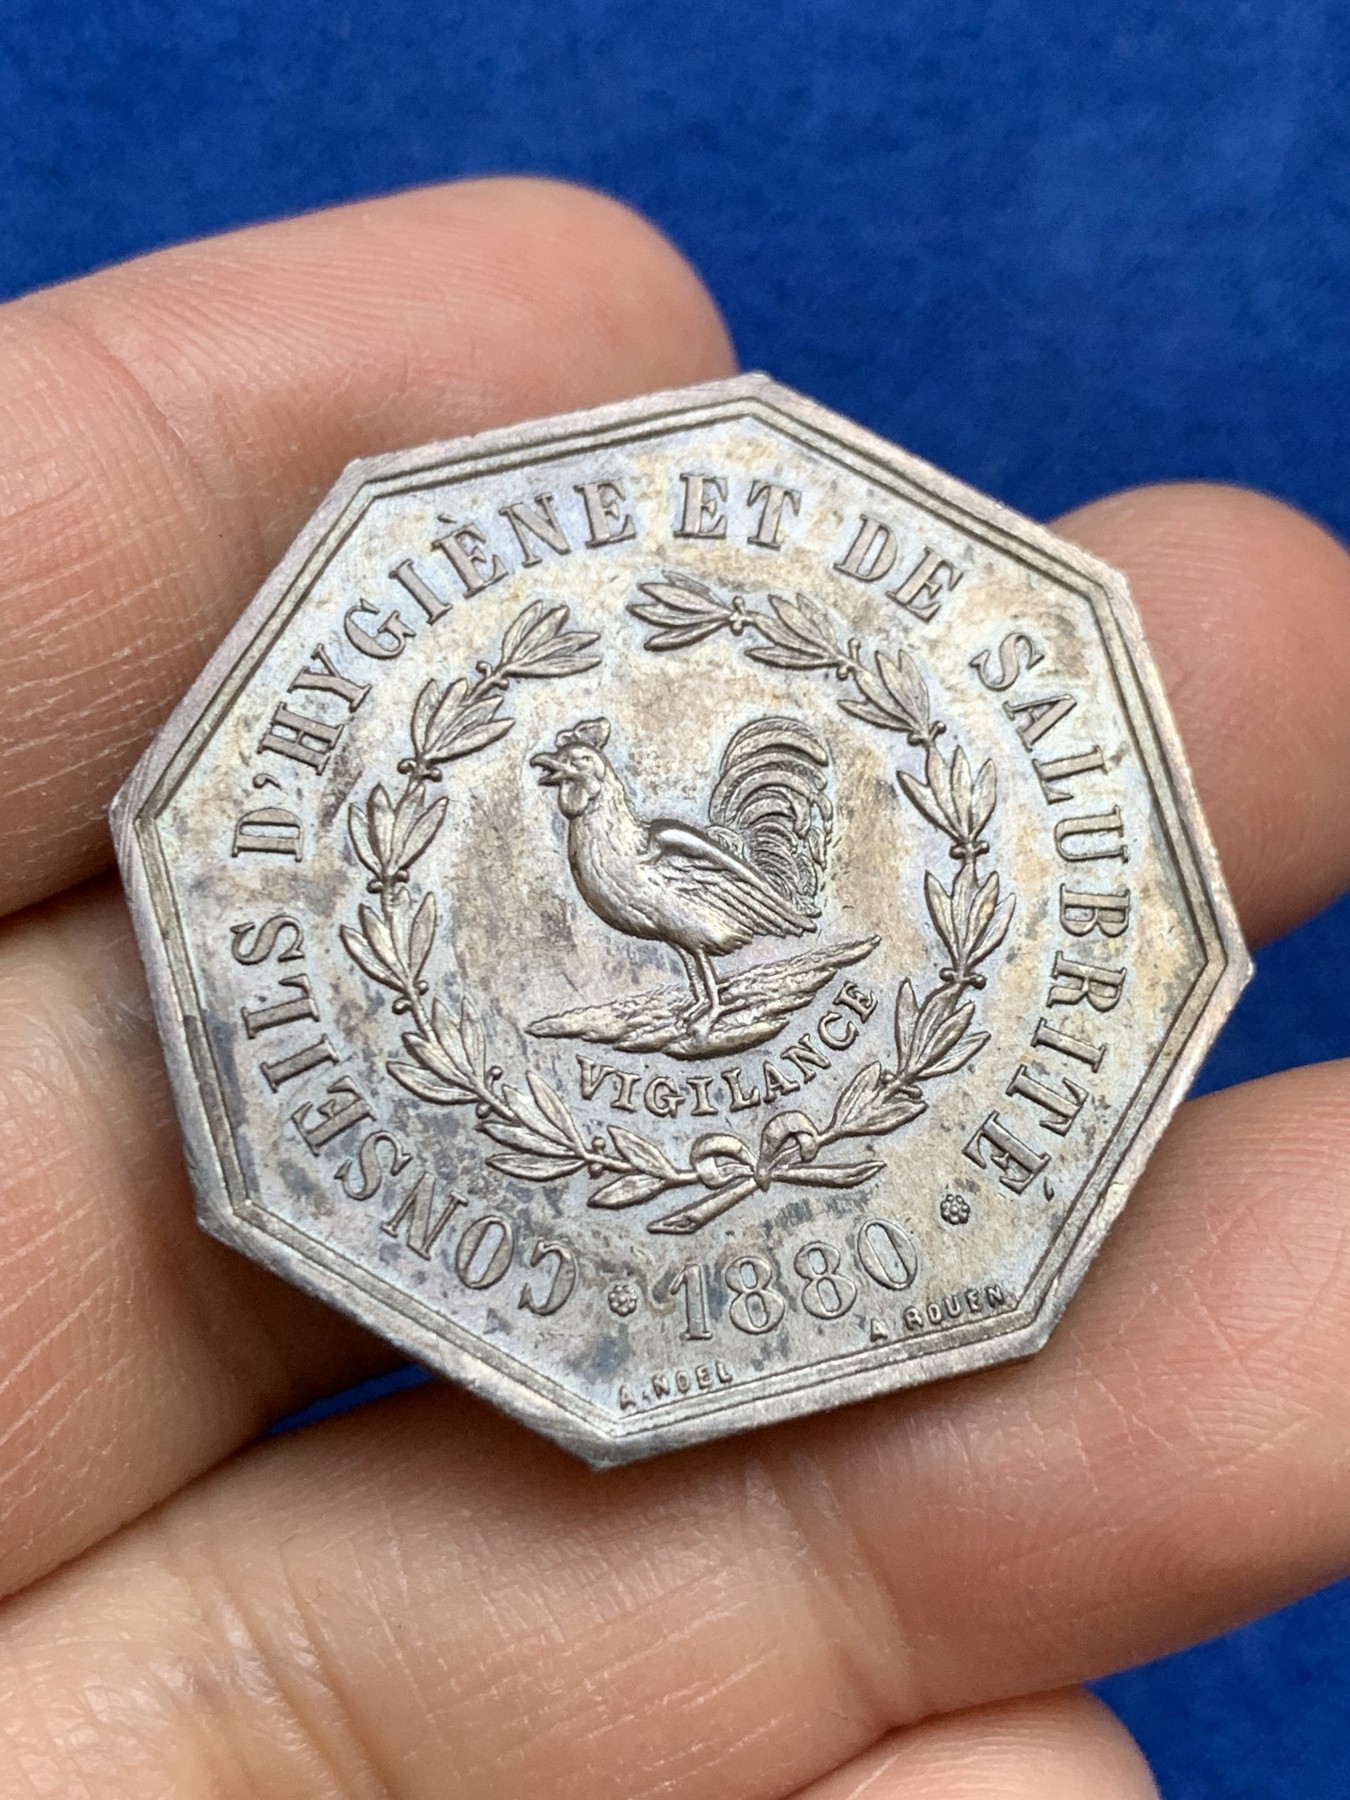 CONSEILS D'HYGIÈNE ET DE SALUBRITÉ
VIGILANCE
1880
A. NOEL A ROUEN